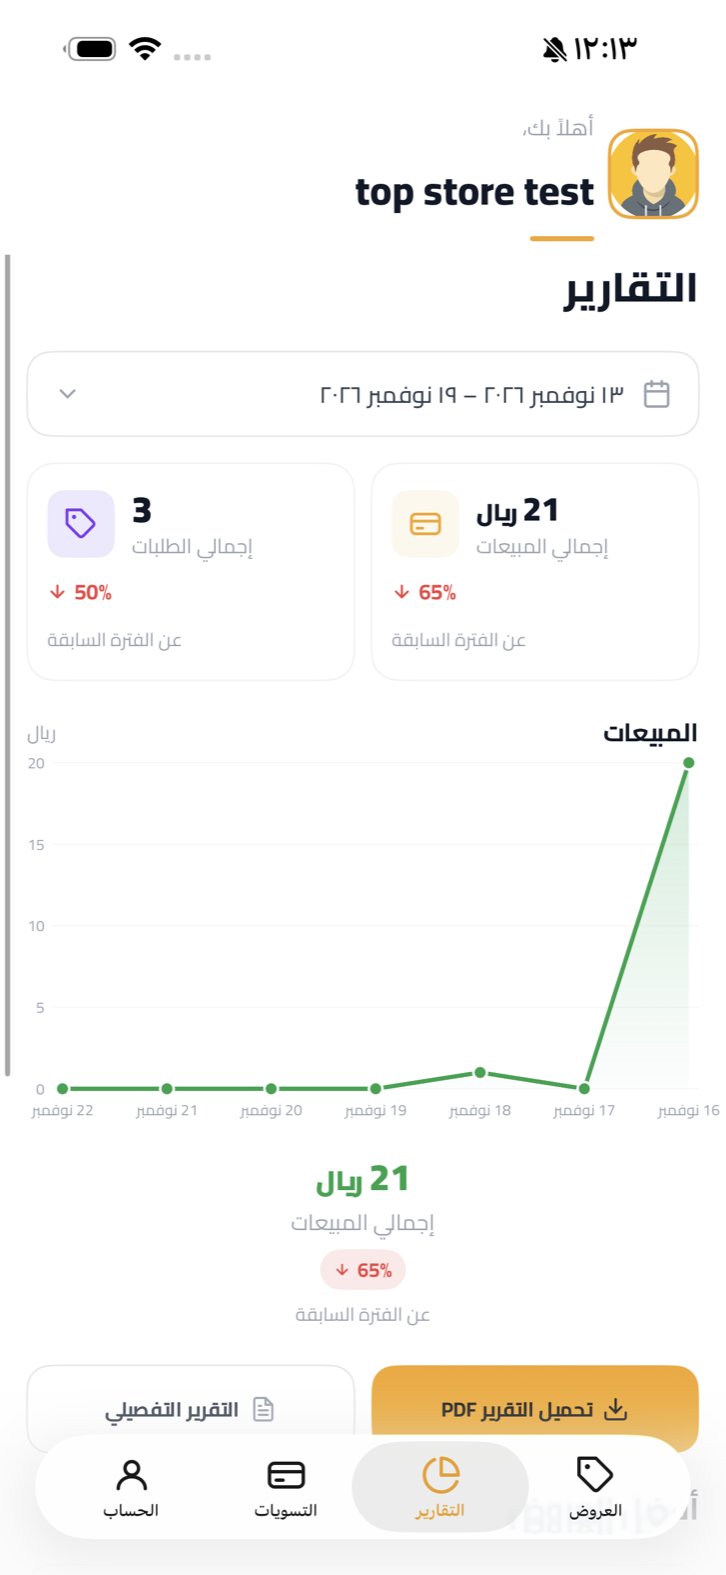 ١٢:١٣
أهلاً بك،
top store test
التقارير
١٣ نوفمبر ٢٠٢٦ – ١٩ نوفمبر ٢٠٢٦
21 ريال
إجمالي المبيعات
65%
عن الفترة السابقة
3
إجمالي الطلبات
50%
عن الفترة السابقة
المبيعات
ريال
20
15
10
5
0
16 نوفمبر
17 نوفمبر
18 نوفمبر
19 نوفمبر
20 نوفمبر
21 نوفمبر
22 نوفمبر
21 ريال
إجمالي المبيعات
65%
عن الفترة السابقة
تحميل التقرير PDF
التقرير التفصيلي
العروض
التقارير
التسويات
الحساب